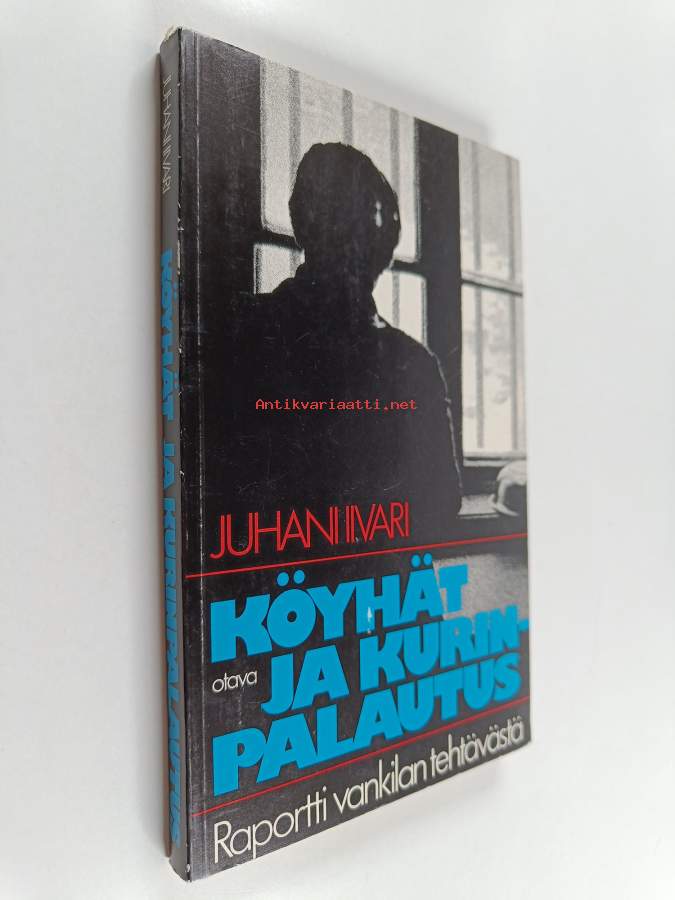 JUHANI IIVARI
KÖYHÄT JA KURINPALAUTUS
Antikvariaatti.net
JUHANI IIVARI
KÖYHÄT
otava JA KURIN-
PALAUTUS
Raportti vankilan tehtävästä